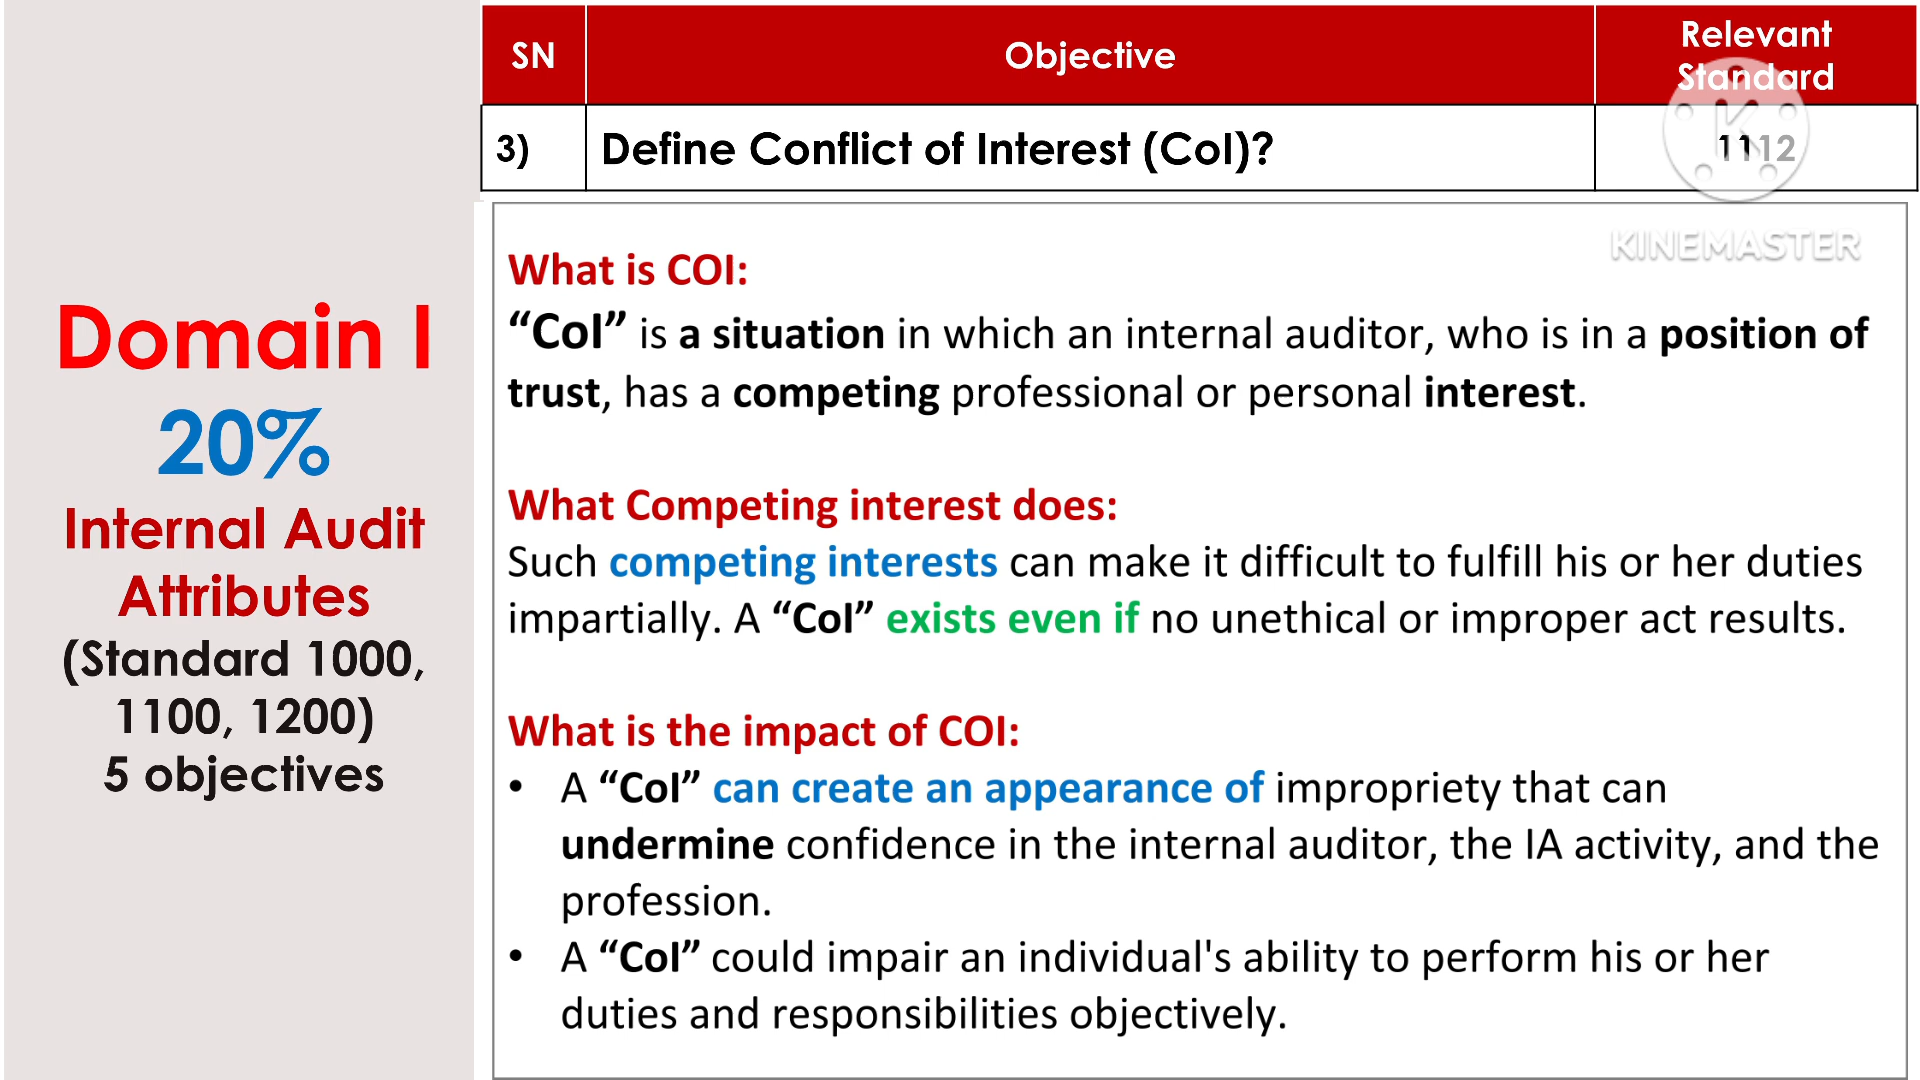 Domain I
20%
Internal Audit
Attributes
(Standard 1000,
1100, 1200)
5 objectives
SN
Objective
Relevant
Standard
3)
Define Conflict of Interest (CoI)?
1112
KINEMASTER
What is COI:
“CoI” is a situation in which an internal auditor, who is in a position of
trust, has a competing professional or personal interest.
What Competing interest does:
Such competing interests can make it difficult to fulfill his or her duties
impartially. A “CoI” exists even if no unethical or improper act results.
What is the impact of COI:
• A “CoI” can create an appearance of impropriety that can
undermine confidence in the internal auditor, the IA activity, and the
profession.
• A “CoI” could impair an individual's ability to perform his or her
duties and responsibilities objectively.